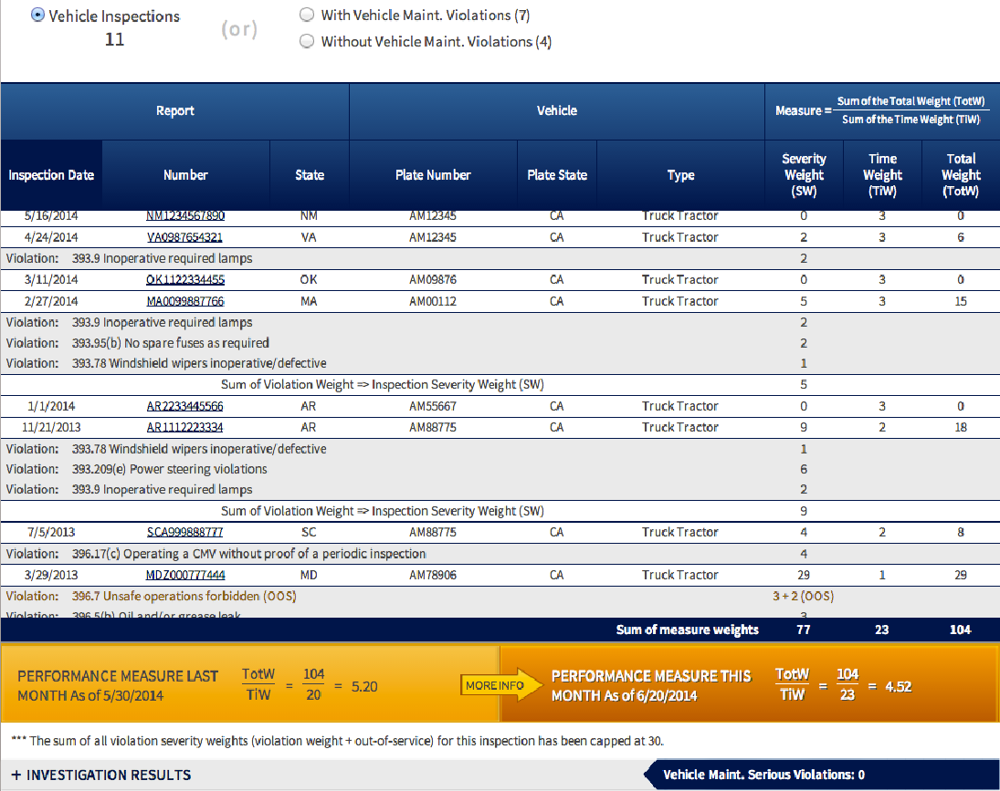 Vehicle Inspections
11
(or)
With Vehicle Maint. Violations (7)
Without Vehicle Maint. Violations (4)
Report Vehicle Measure = Sum of the Total Weight (TotW) / Sum of the Time Weight (TiW)
Inspection Date Number State Plate Number Plate State Type Severity Weight (SW) Time Weight (TiW) Total Weight (TotW)
5/16/2014 NM1234567890 NM AM12345 CA Truck Tractor 0 3 0
4/24/2014 VA0987654321 VA AM12345 CA Truck Tractor 2 3 6
Violation: 393.9 Inoperative required lamps 2
3/11/2014 OK1122334455 OK AM09876 CA Truck Tractor 0 3 0
2/27/2014 MA0099887766 MA AM00112 CA Truck Tractor 5 3 15
Violation: 393.9 Inoperative required lamps 2
Violation: 393.95(b) No spare fuses as required 2
Violation: 393.78 Windshield wipers inoperative/defective 1
Sum of Violation Weight => Inspection Severity Weight (SW) 5
1/1/2014 AR2233445566 AR AM55667 CA Truck Tractor 0 3 0
11/21/2013 AR1112223334 AR AM88775 CA Truck Tractor 9 2 18
Violation: 393.78 Windshield wipers inoperative/defective 1
Violation: 393.209(e) Power steering violations 6
Violation: 393.9 Inoperative required lamps 2
Sum of Violation Weight => Inspection Severity Weight (SW) 9
7/5/2013 SCA999888777 SC AM88775 CA Truck Tractor 4 2 8
Violation: 396.17(c) Operating a CMV without proof of a periodic inspection 4
3/29/2013 MDZ000777444 MD AM78906 CA Truck Tractor 29 1 29
Violation: 396.7 Unsafe operations forbidden (OOS) 3 + 2 (OOS)
Violation: 396.5(b) Oil and/or grease leak 3
Sum of measure weights 77 23 104
PERFORMANCE MEASURE LAST MONTH As of 5/30/2014 TotW / TiW = 104 / 20 = 5.20
MORE INFO
PERFORMANCE MEASURE THIS MONTH As of 6/20/2014 TotW / TiW = 104 / 23 = 4.52
*** The sum of all violation severity weights (violation weight + out-of-service) for this inspection has been capped at 30.
+ INVESTIGATION RESULTS
Vehicle Maint. Serious Violations: 0